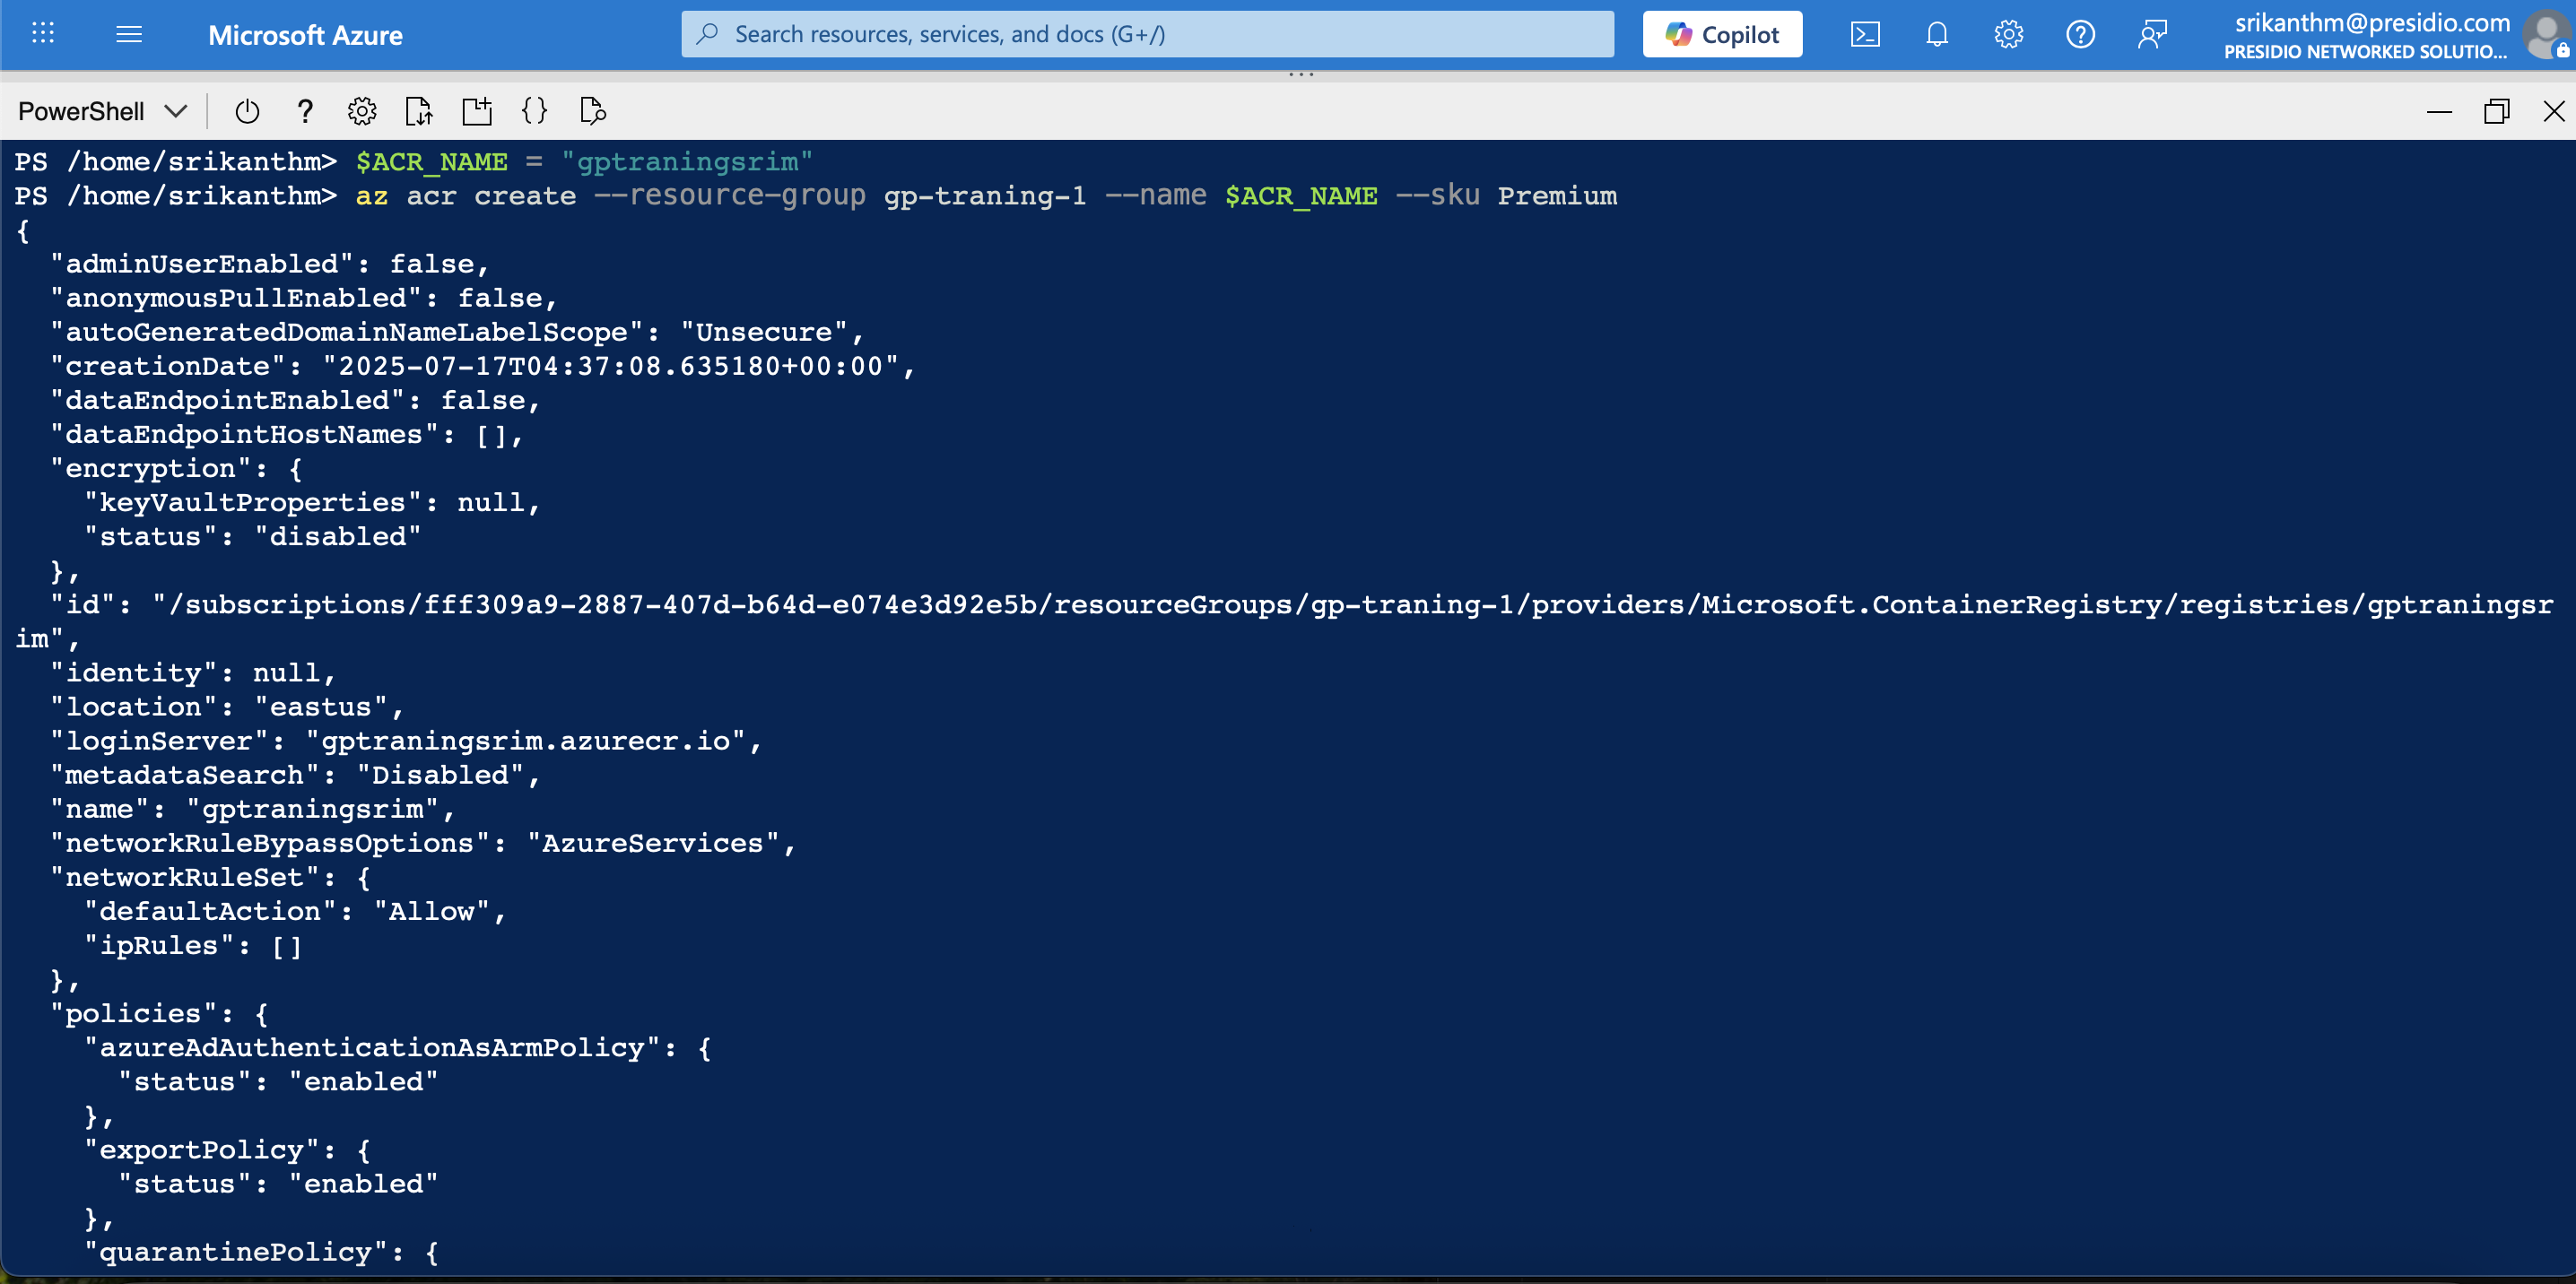 Microsoft Azure
Search resources, services, and docs (G+/)
Copilot
srikanthm@presidio.com
PRESIDIO NETWORKED SOLUTIO...
PowerShell
PS /home/srikanthm> $ACR_NAME = "gptraningsrim"
PS /home/srikanthm> az acr create --resource-group gp-traning-1 --name $ACR_NAME --sku Premium
{
  "adminUserEnabled": false,
  "anonymousPullEnabled": false,
  "autoGeneratedDomainNameLabelScope": "Unsecure",
  "creationDate": "2025-07-17T04:37:08.635180+00:00",
  "dataEndpointEnabled": false,
  "dataEndpointHostNames": [],
  "encryption": {
    "keyVaultProperties": null,
    "status": "disabled"
  },
  "id": "/subscriptions/fff309a9-2887-407d-b64d-e074e3d92e5b/resourceGroups/gp-traning-1/providers/Microsoft.ContainerRegistry/registries/gptraningsr
im",
  "identity": null,
  "location": "eastus",
  "loginServer": "gptraningsrim.azurecr.io",
  "metadataSearch": "Disabled",
  "name": "gptraningsrim",
  "networkRuleBypassOptions": "AzureServices",
  "networkRuleSet": {
    "defaultAction": "Allow",
    "ipRules": []
  },
  "policies": {
    "azureAdAuthenticationAsArmPolicy": {
      "status": "enabled"
    },
    "exportPolicy": {
      "status": "enabled"
    },
    "quarantinePolicy": {